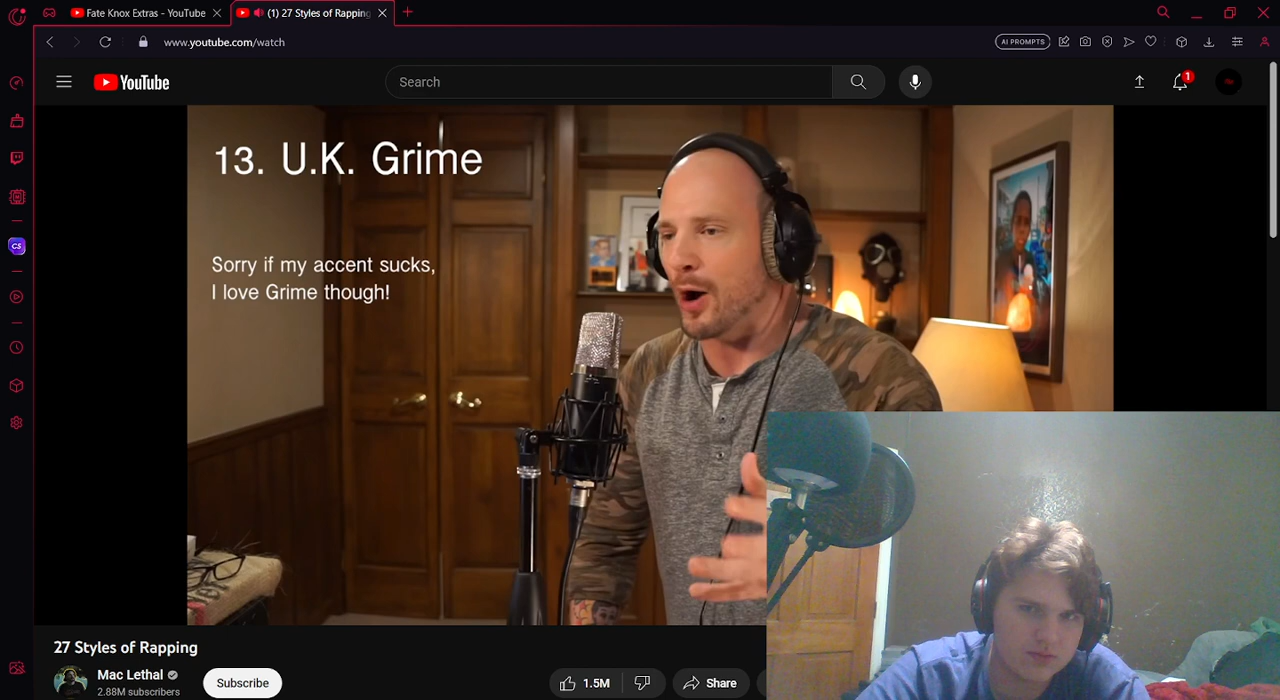 Fate Knox Extras - YouTube
(1) 27 Styles of Rapping
www.youtube.com/watch
AI PROMPTS
YouTube
Search
1
13. U.K. Grime
Sorry if my accent sucks,
I love Grime though!
CS
27 Styles of Rapping
Mac Lethal
2.88M subscribers
Subscribe
1.5M
Share